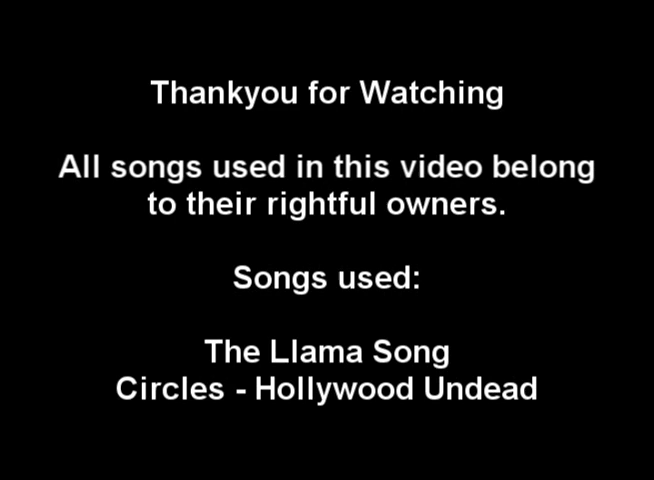 Thankyou for Watching
All songs used in this video belong
to their rightful owners.
Songs used:
The Llama Song
Circles - Hollywood Undead